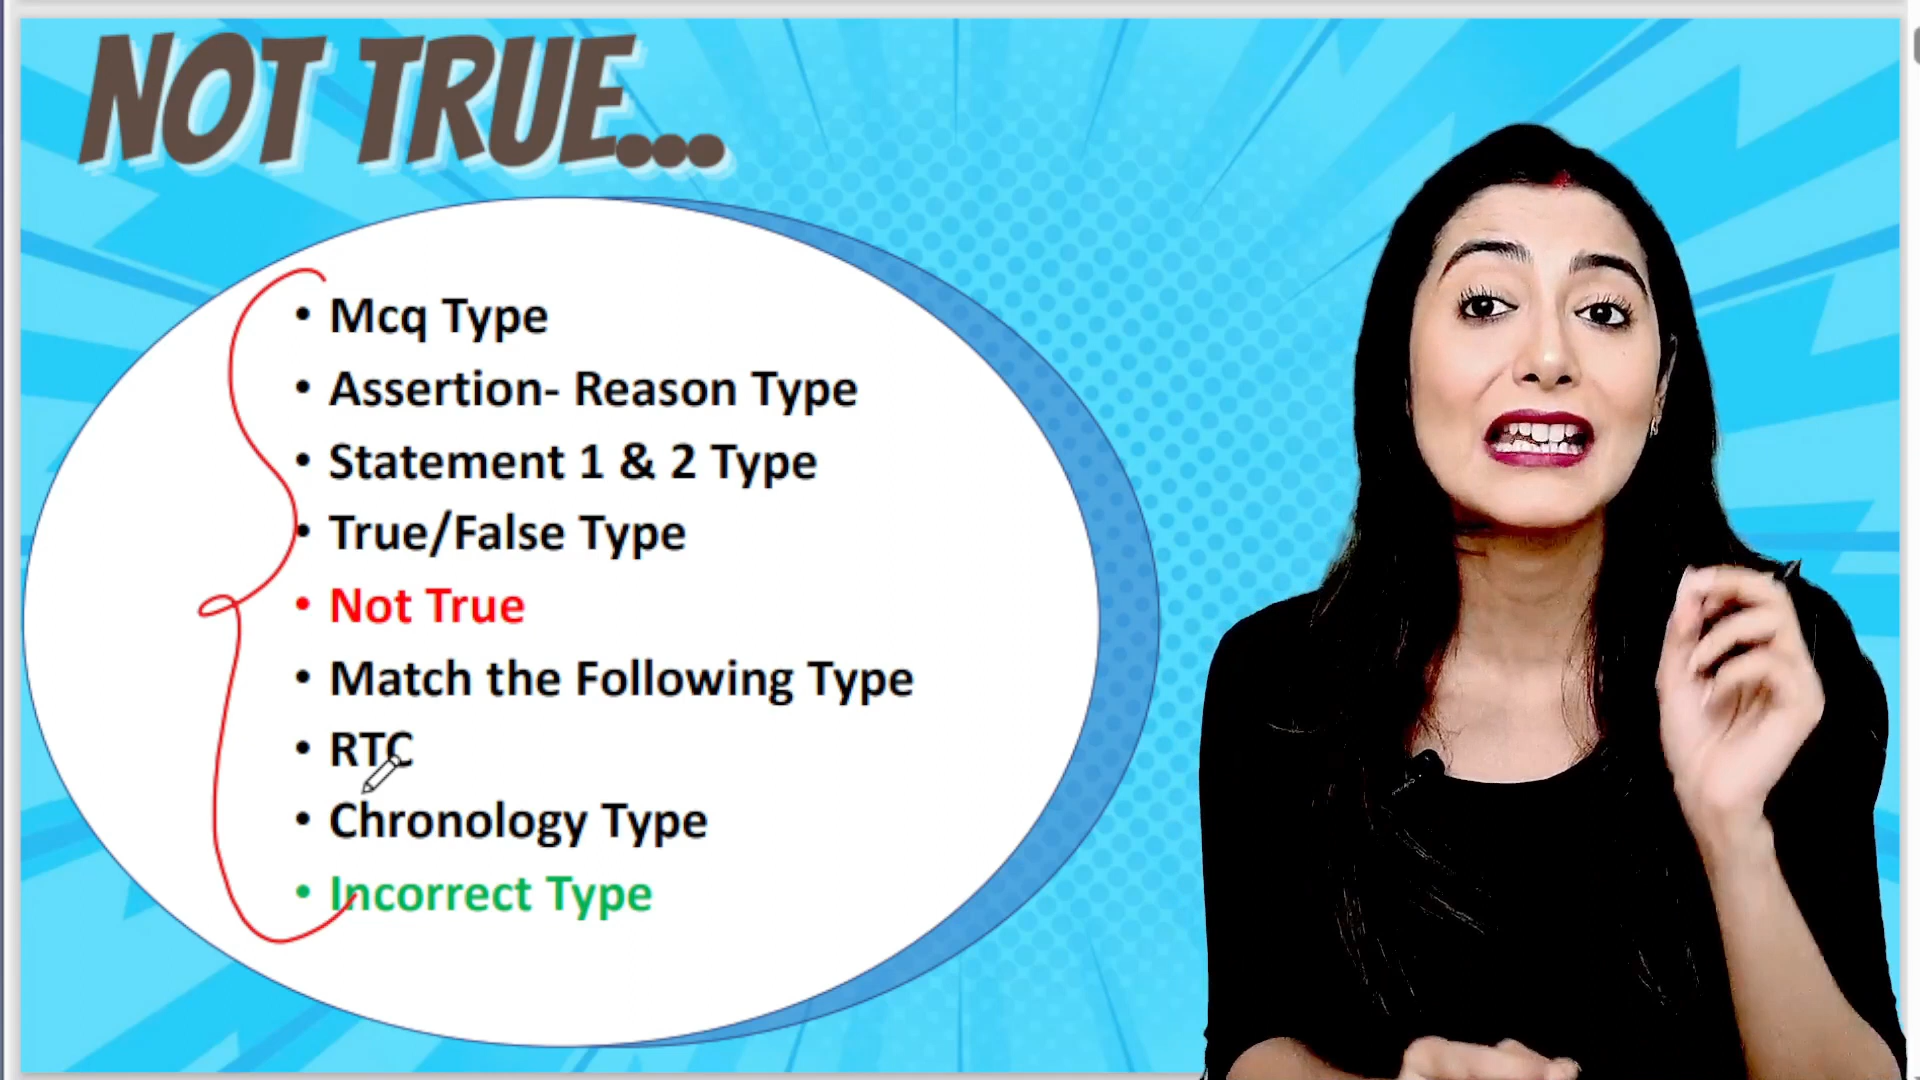 NOT TRUE...
• Mcq Type
• Assertion- Reason Type
• Statement 1 & 2 Type
• True/False Type
• Not True
• Match the Following Type
• RTC
• Chronology Type
• Incorrect Type